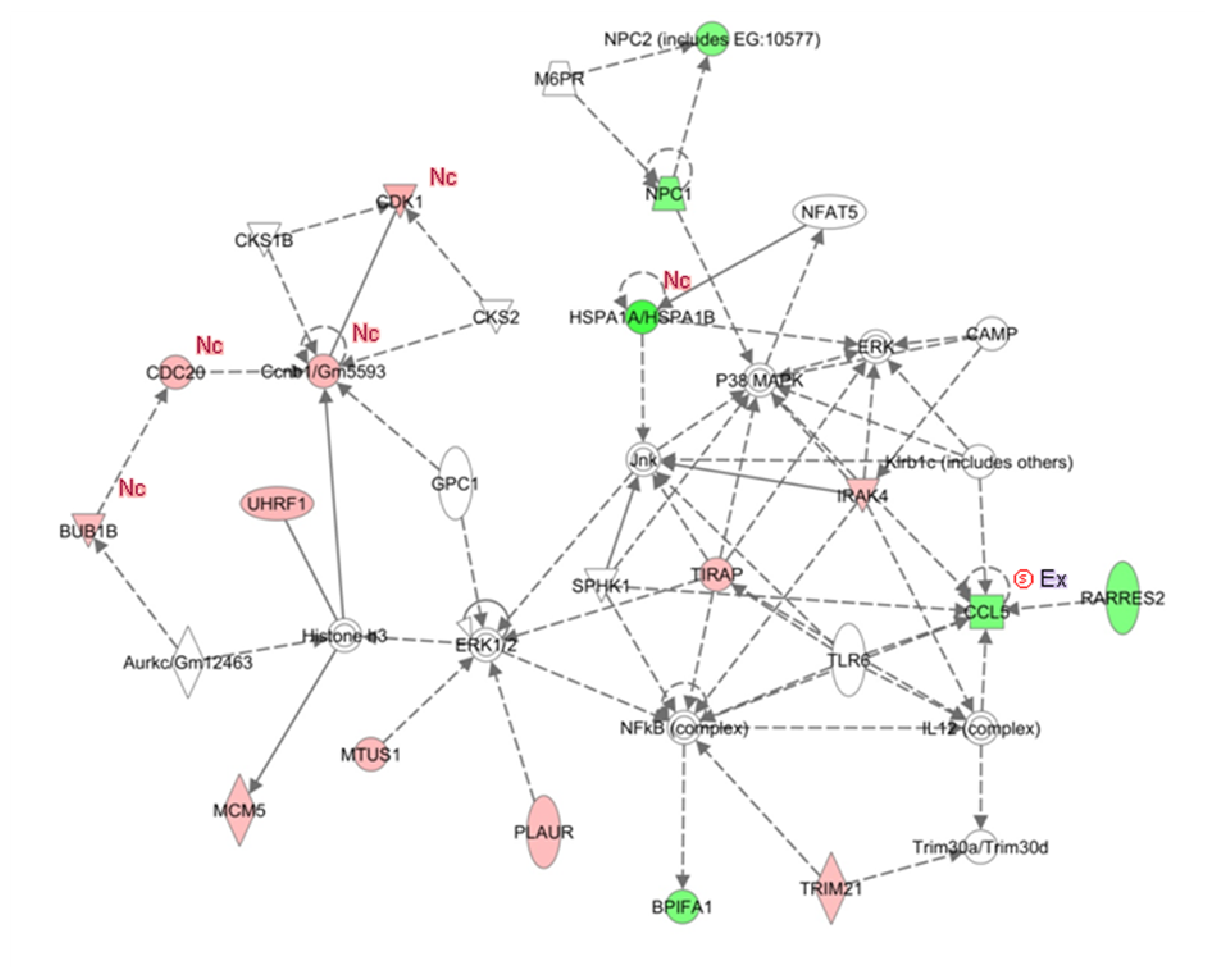 NPC2 (includes EG:10577)
M6PR
Nc
CDK1
NPC1
NFAT5
CKS1B
Nc
HSPA1A/HSPA1B
CKS2
CAMP
Nc
Nc
ERK
CDC20
Ccnb1/Gm5593
P38 MAPK
Jnk
Klrb1c (includes others)
GPC1
Nc
IRAK4
UHRF1
BUB1B
TIRAP
SPHK1
S Ex
CCL5
RARRES2
Histone h3
ERK1/2
Aurkc/Gm12463
TLR6
NFkB (complex)
IL12 (complex)
MTUS1
MCM5
PLAUR
Trim30a/Trim30d
TRIM21
BPIFA1